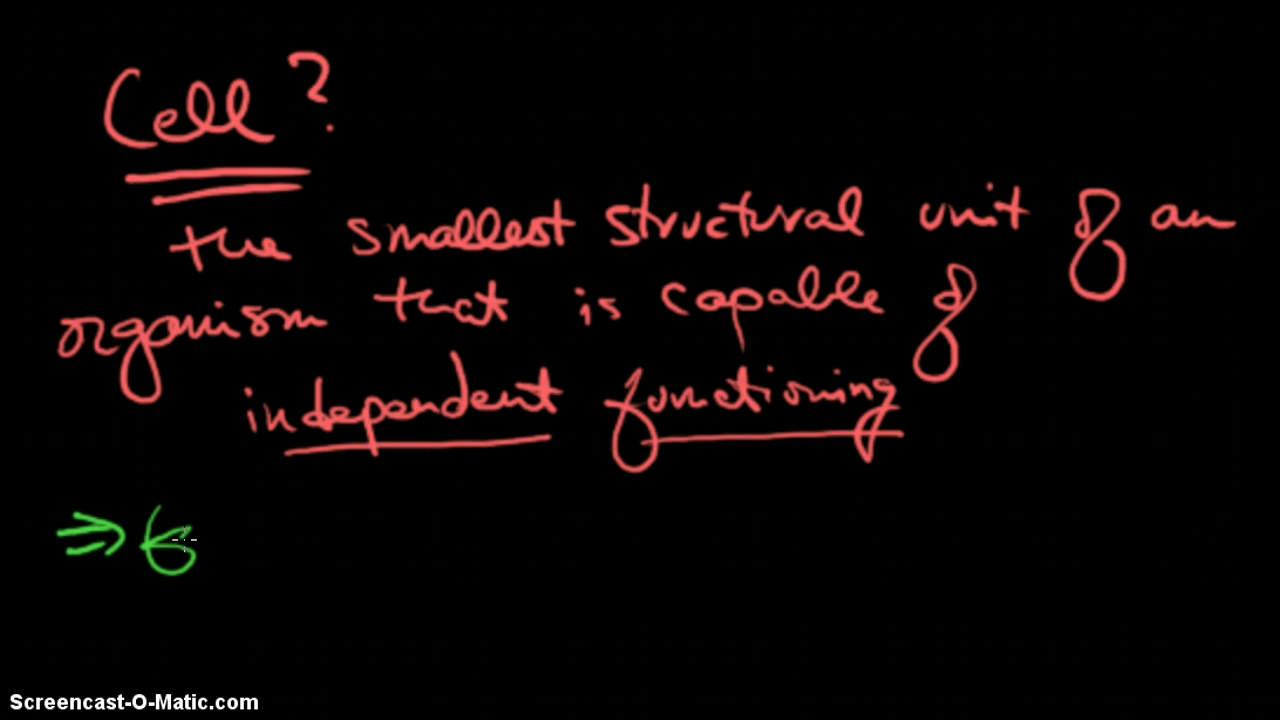 Cell?
the smallest structural unit of an
organism that is capable of
independent functioning
⇒
Screencast-O-Matic.com